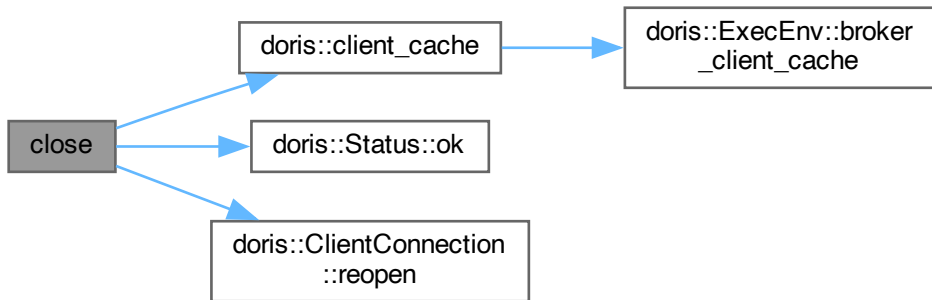 close
doris::client_cache
doris::ExecEnv::broker
_client_cache
doris::Status::ok
doris::ClientConnection
::reopen